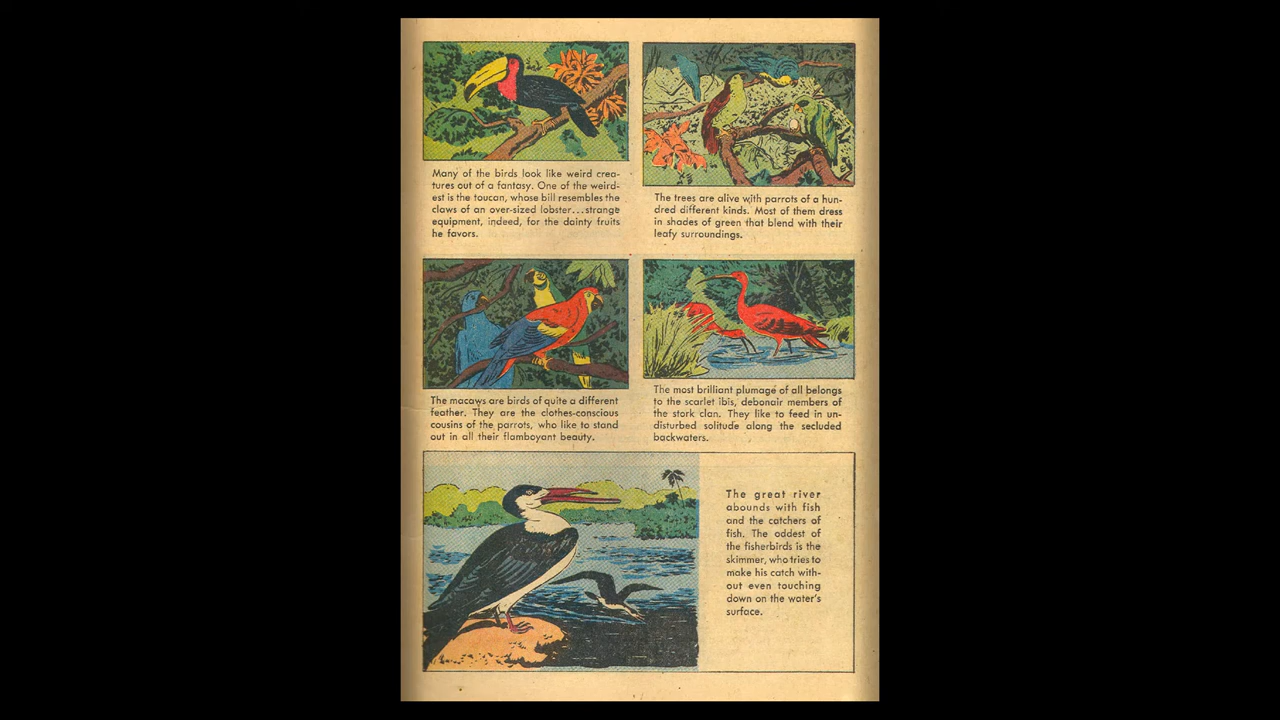 Many of the birds look like weird crea-
tures out of a fantasy. One of the weird-
est is the toucan, whose bill resembles the
claws of an over-sized lobster...strange
equipment, indeed, for the dainty fruits
he favors.
The trees are alive with parrots of a hun-
dred different kinds. Most of them dress
in shades of green that blend with their
leafy surroundings.
The macaws are birds of quite a different
feather. They are the clothes-conscious
cousins of the parrots, who like to stand
out in all their flamboyant beauty.
The most brilliant plumage of all belongs
to the scarlet ibis, debonair members of
the stork clan. They like to feed in un-
disturbed solitude along the secluded
backwaters.
The great river
abounds with fish
and the catchers of
fish. The oddest of
the fisherbirds is the
skimmer, who tries to
make his catch with-
out even touching
down on the water's
surface.